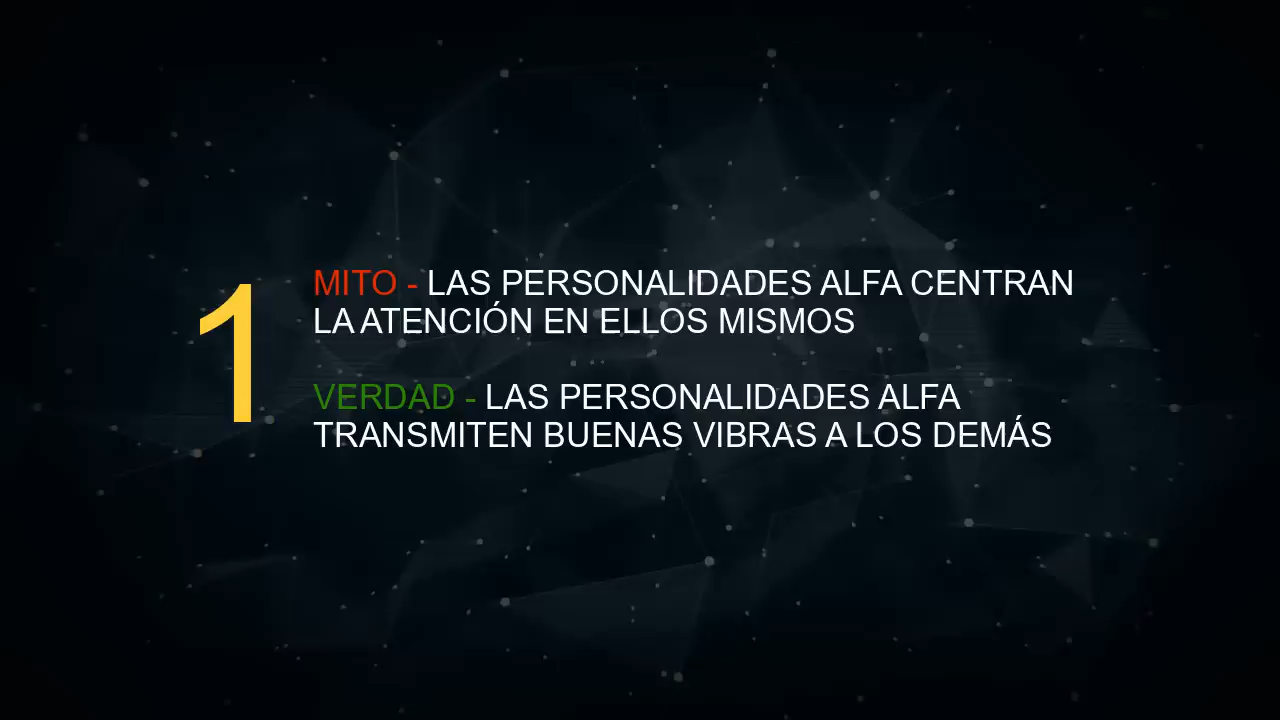 1
MITO - LAS PERSONALIDADES ALFA CENTRAN
LA ATENCIÓN EN ELLOS MISMOS
VERDAD - LAS PERSONALIDADES ALFA
TRANSMITEN BUENAS VIBRAS A LOS DEMÁS